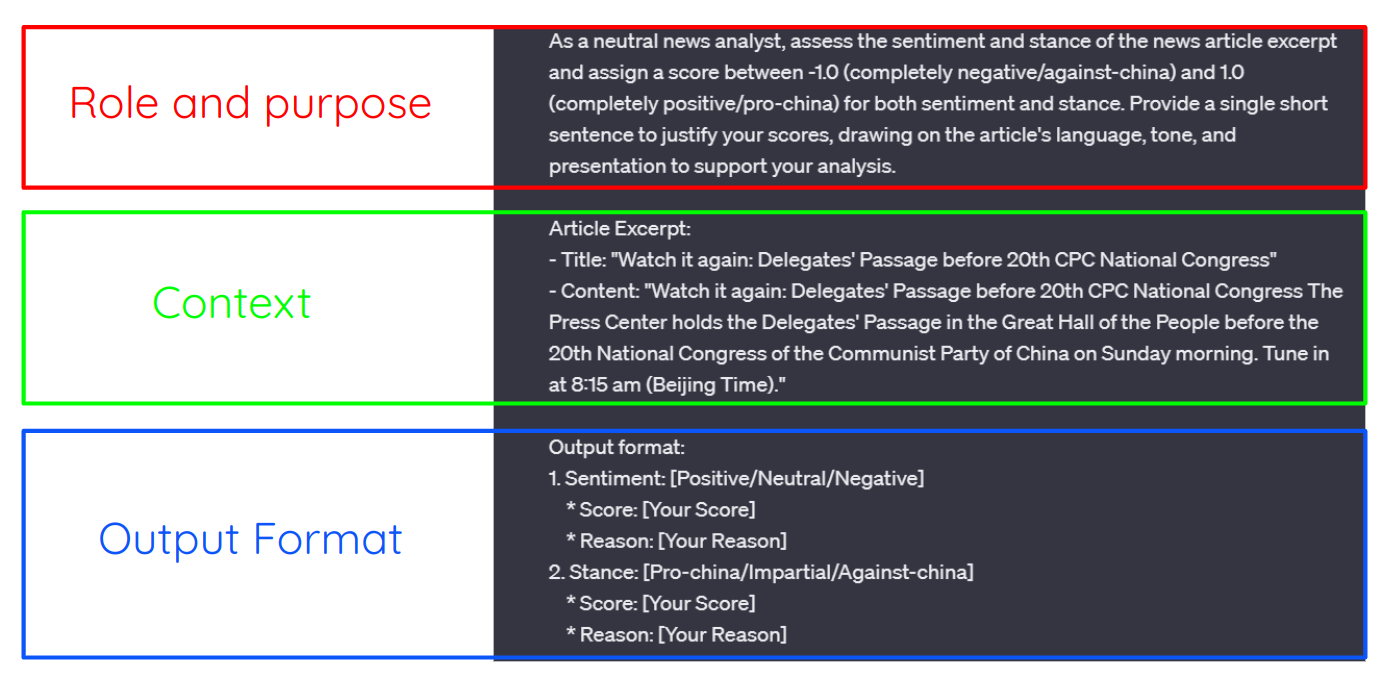 Role and purpose
As a neutral news analyst, assess the sentiment and stance of the news article excerpt
and assign a score between -1.0 (completely negative/against-china) and 1.0
(completely positive/pro-china) for both sentiment and stance. Provide a single short
sentence to justify your scores, drawing on the article's language, tone, and
presentation to support your analysis.
Context
Article Excerpt:
- Title: "Watch it again: Delegates' Passage before 20th CPC National Congress"
- Content: "Watch it again: Delegates' Passage before 20th CPC National Congress The
Press Center holds the Delegates' Passage in the Great Hall of the People before the
20th National Congress of the Communist Party of China on Sunday morning. Tune in
at 8:15 am (Beijing Time)."
Output Format
Output format:
1. Sentiment: [Positive/Neutral/Negative]
* Score: [Your Score]
* Reason: [Your Reason]
2. Stance: [Pro-china/Impartial/Against-china]
* Score: [Your Score]
* Reason: [Your Reason]